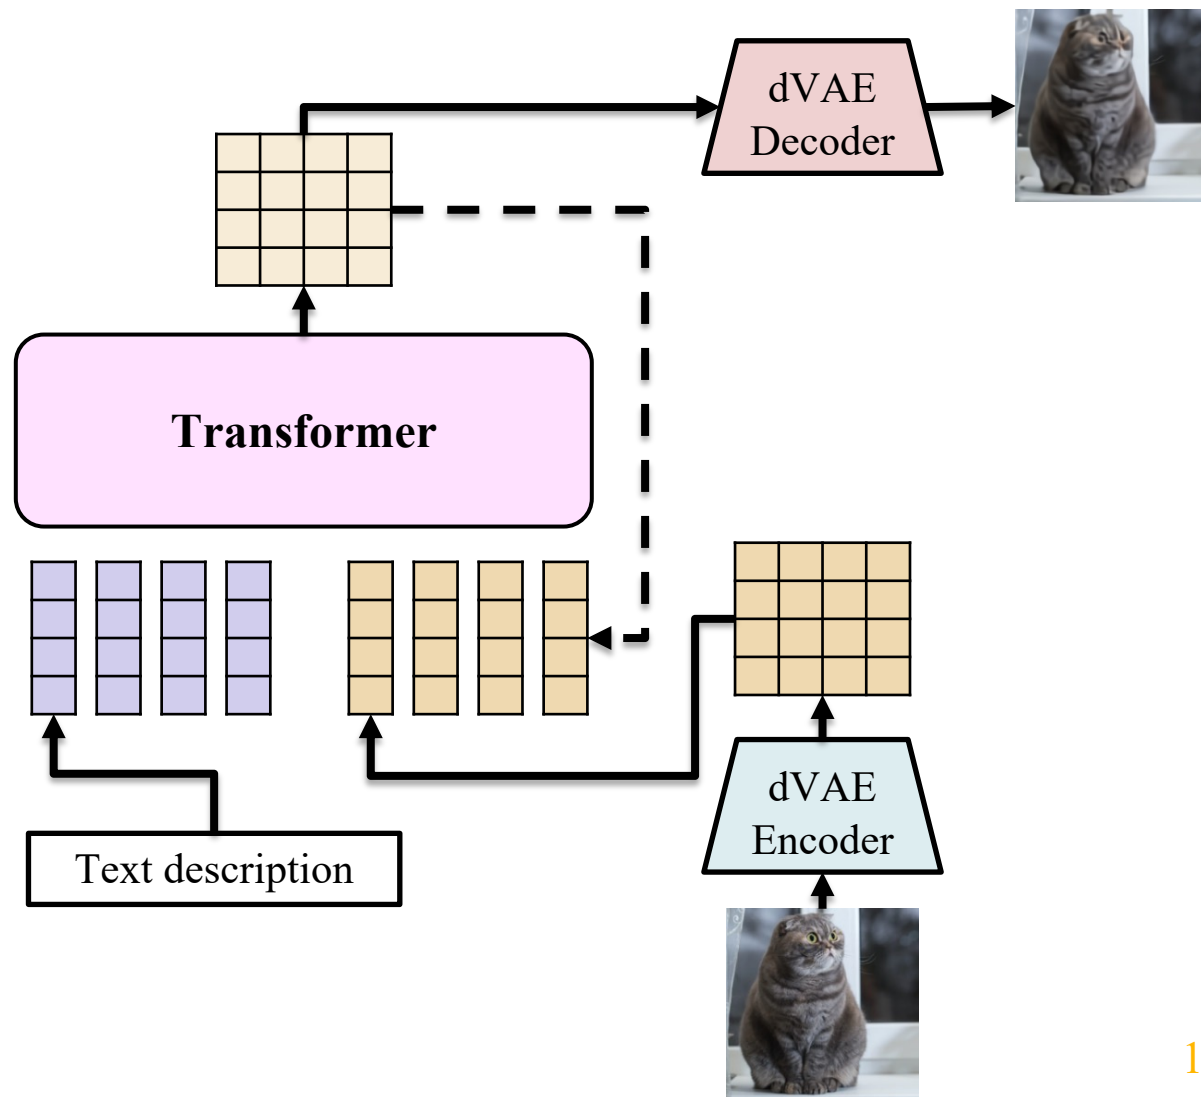 dVAE
Decoder
Transformer
dVAE
Encoder
Text description
1